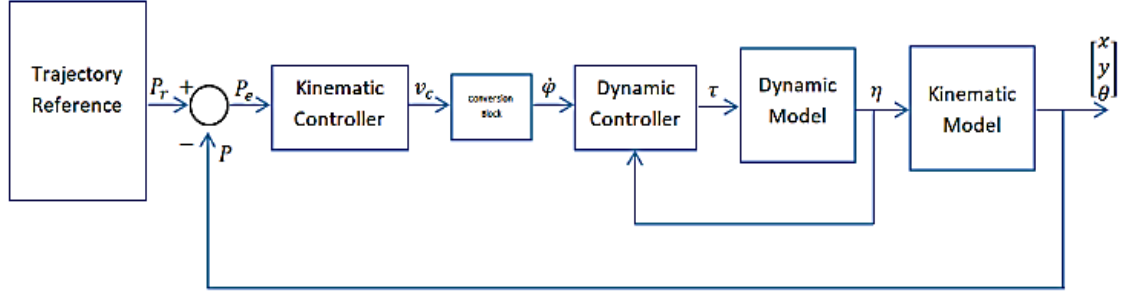 Trajectory
Reference
P_r
+
−
P
P_e
Kinematic
Controller
v_c
conversion
Block
φ̇
Dynamic
Controller
τ
Dynamic
Model
η
Kinematic
Model
x
y
θ